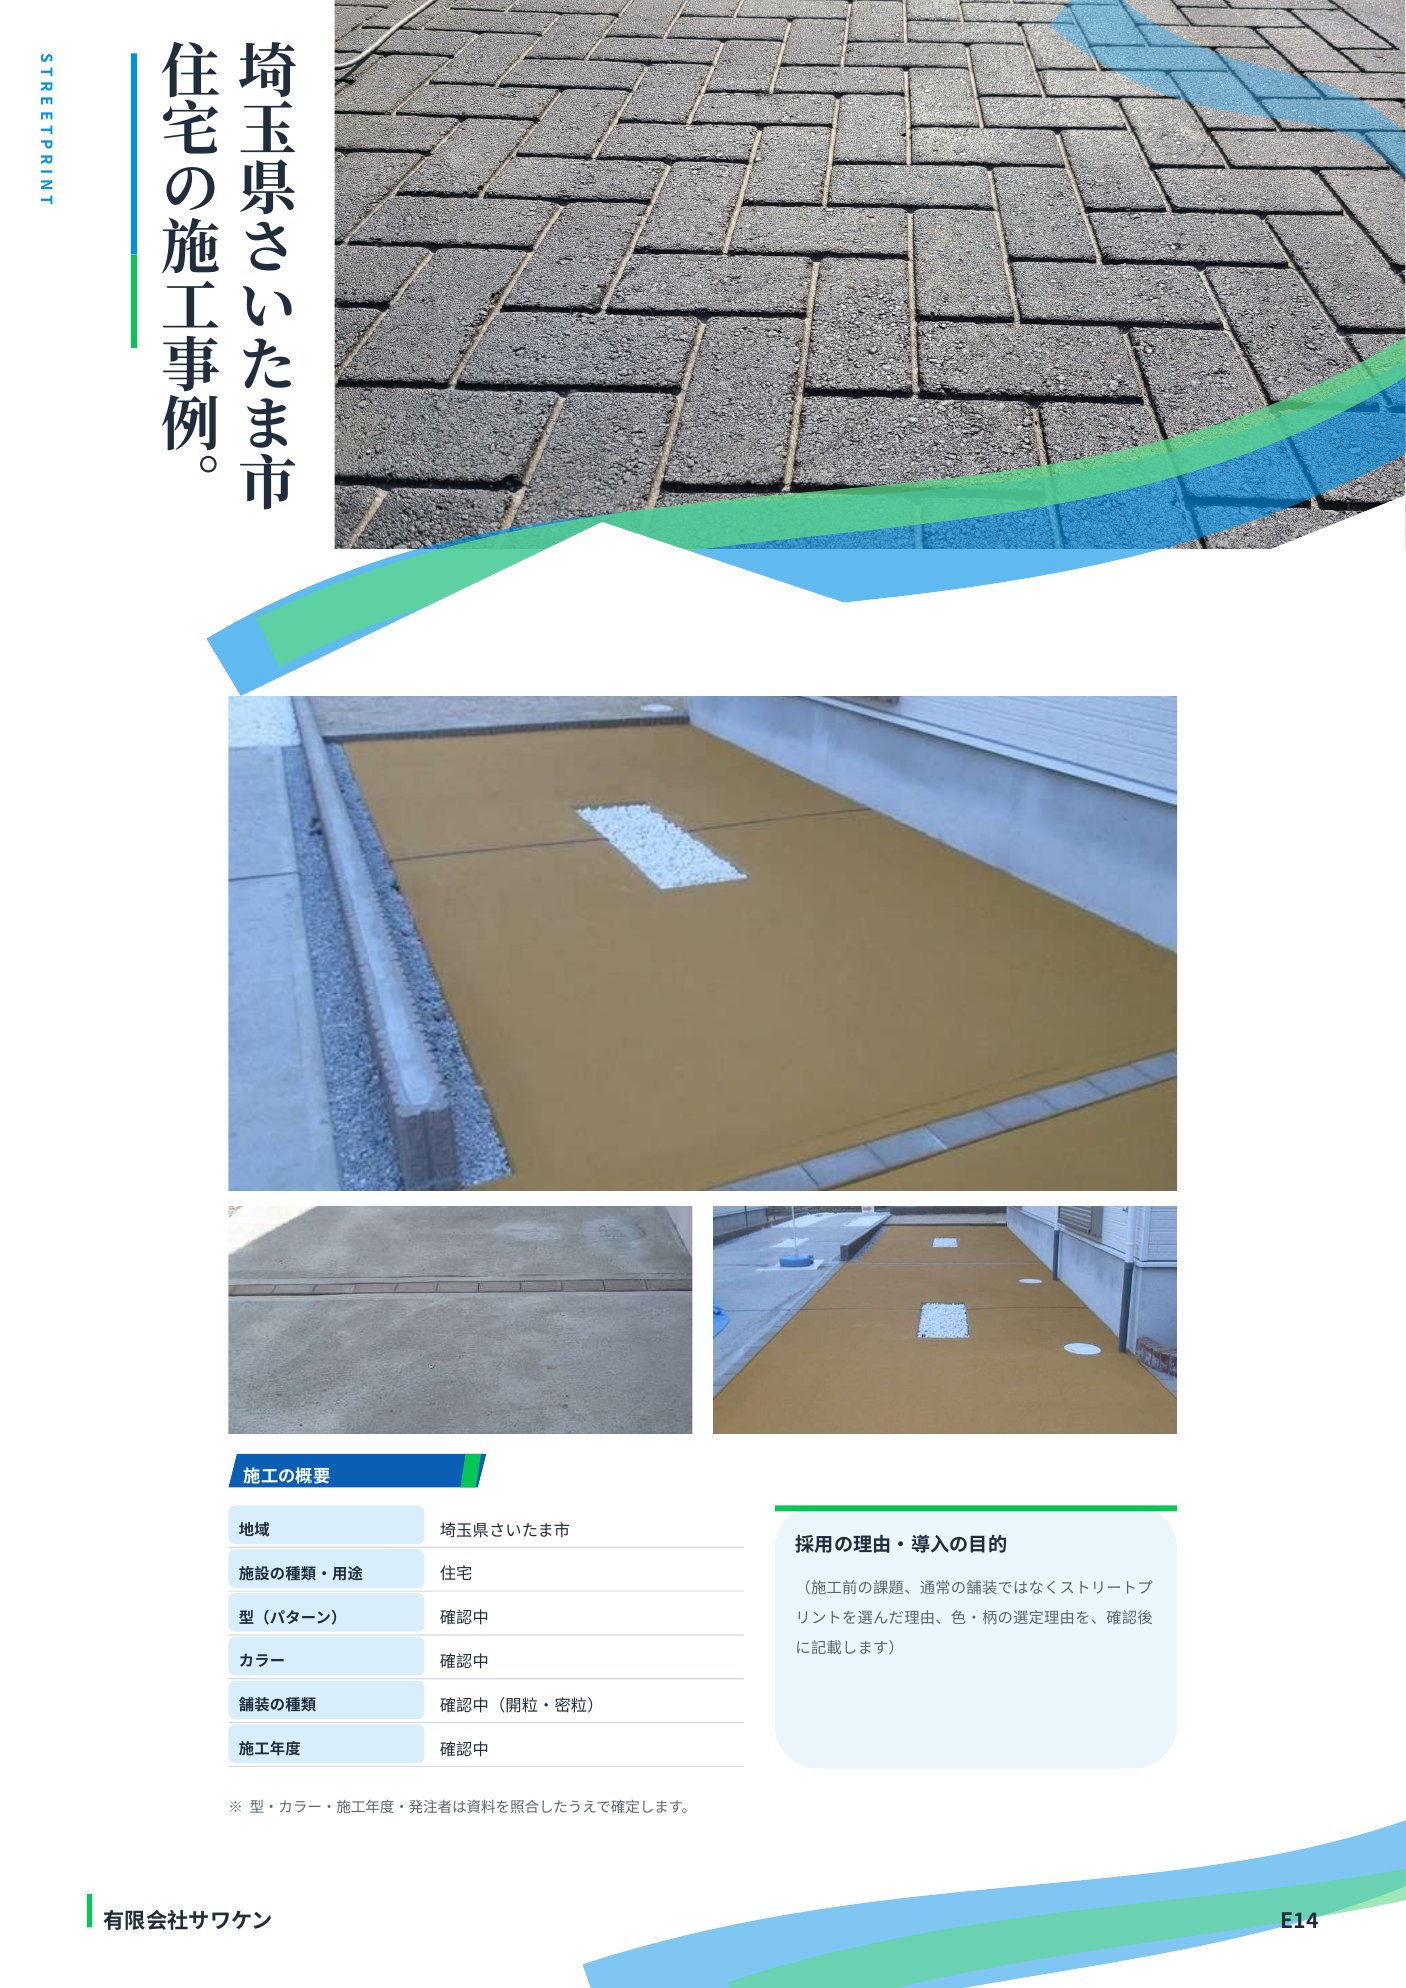 STREETPRINT
埼玉県さいたま市
住宅の施工事例。
施工の概要
地域 埼玉県さいたま市
施設の種類・用途 住宅
型（パターン） 確認中
カラー 確認中
舗装の種類 確認中（開粒・密粒）
施工年度 確認中
採用の理由・導入の目的
（施工前の課題、通常の舗装ではなくストリートプ
リントを選んだ理由、色・柄の選定理由を、確認後
に記載します）
※ 型・カラー・施工年度・発注者は資料を照合したうえで確定します。
有限会社サワケン
E14